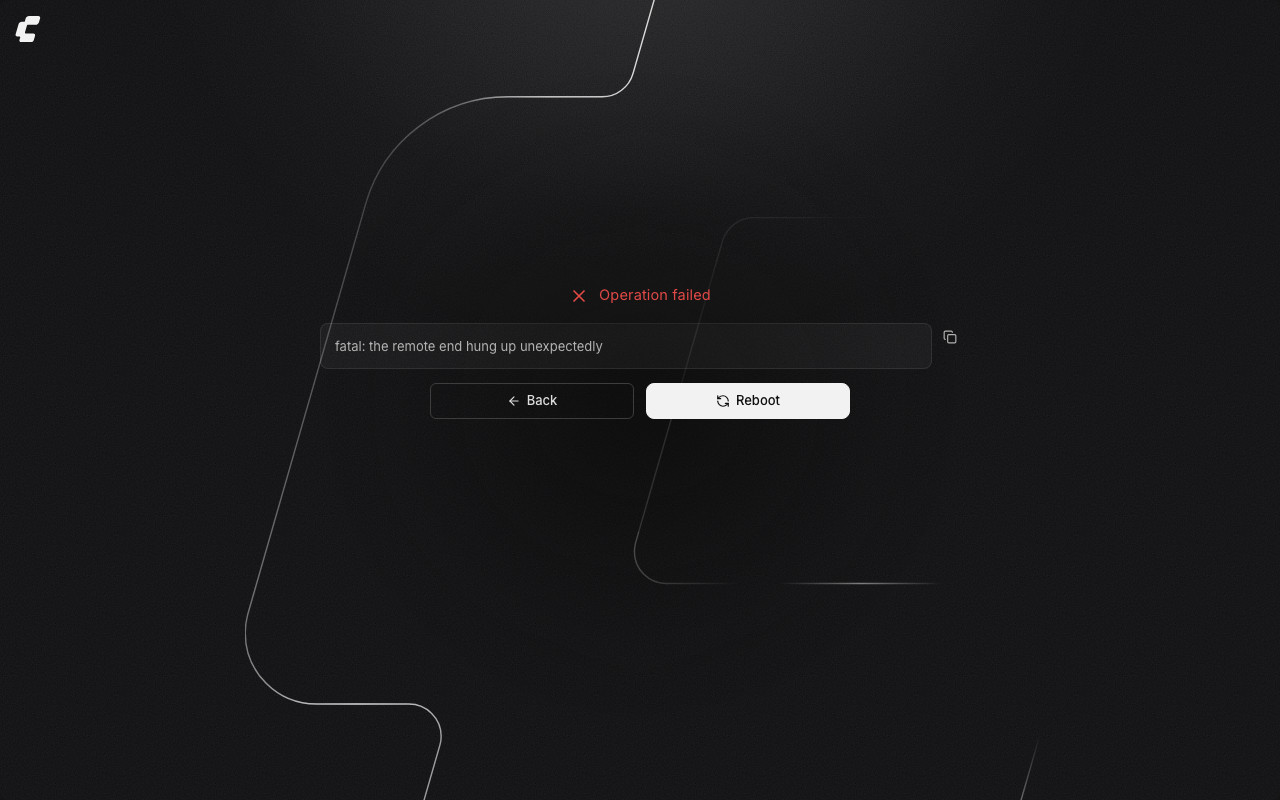 Operation failed
fatal: the remote end hung up unexpectedly
Back
Reboot